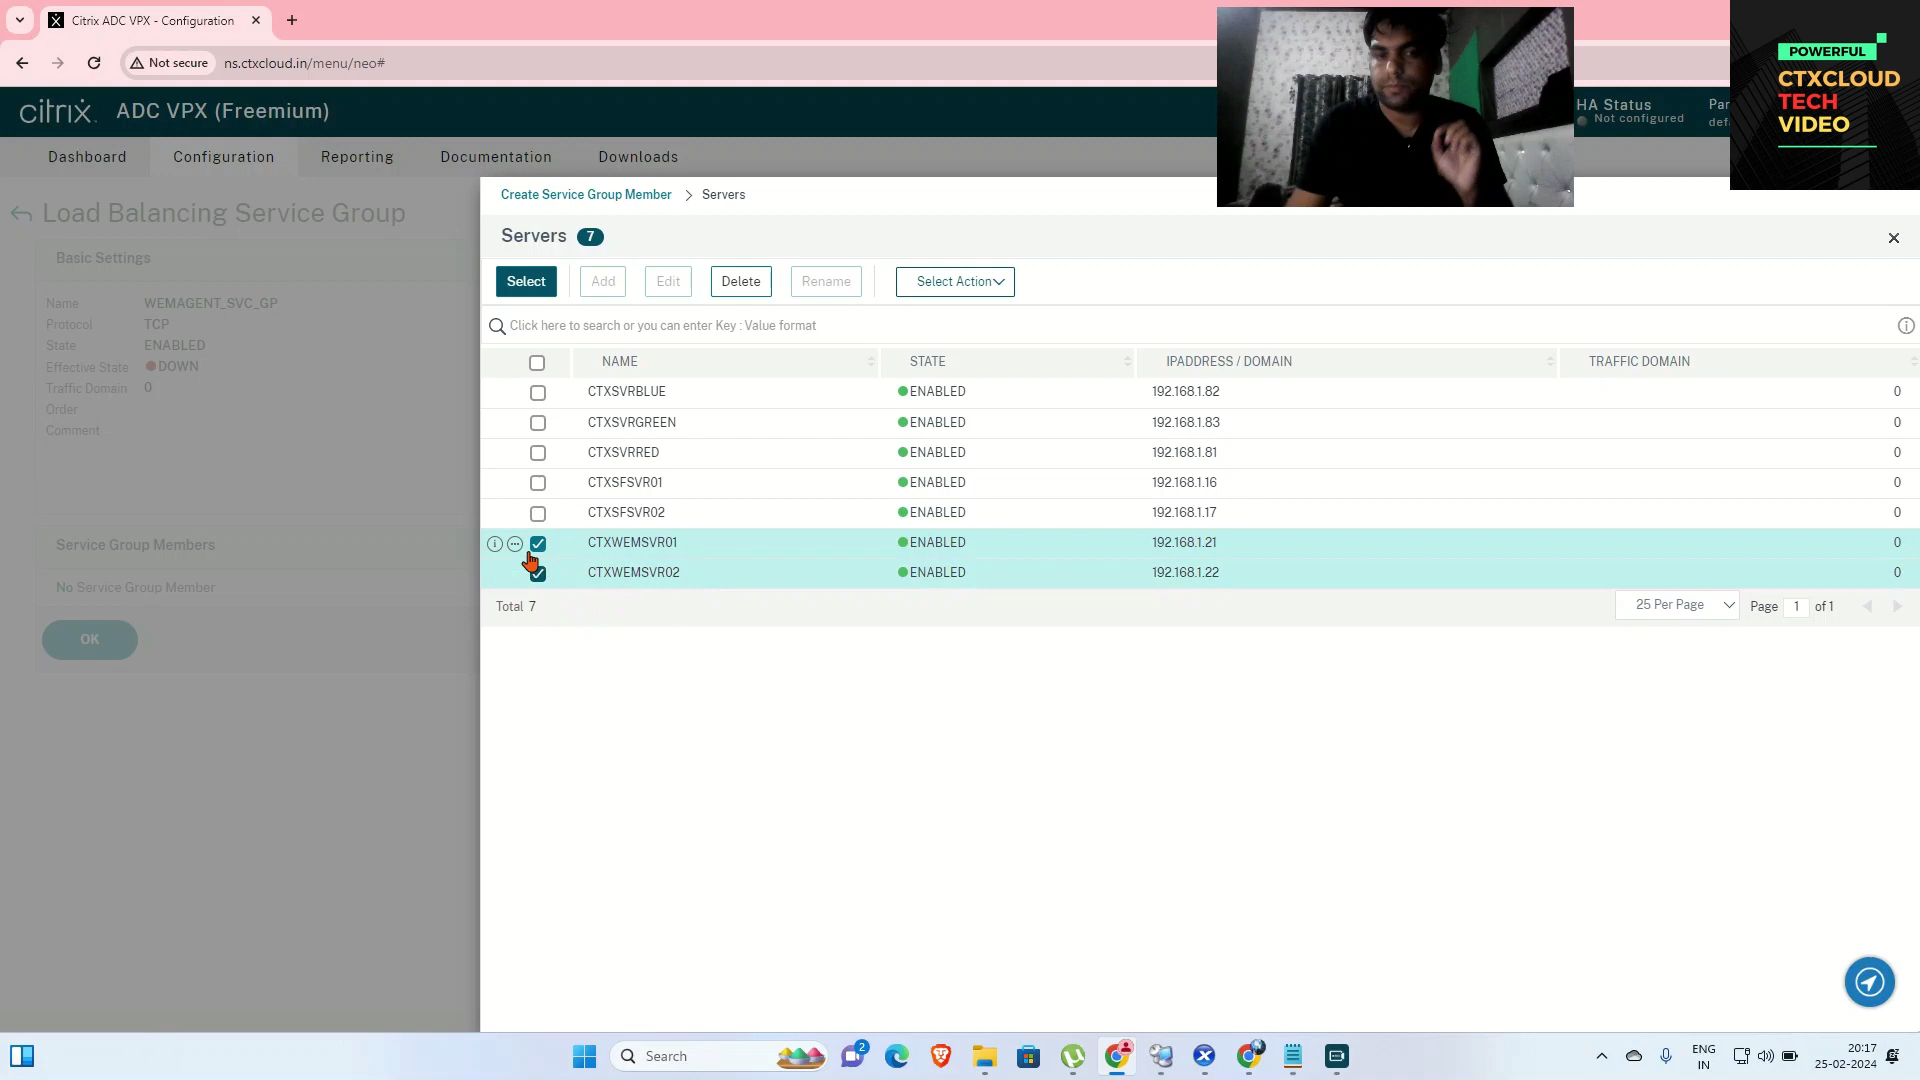 Citrix ADC VPX - Configuration
Not secure
ns.ctxcloud.in/menu/neo#
citrix. ADC VPX (Freemium)
HA Status
Not configured
Par
defa
POWERFUL
CTXCLOUD
TECH
VIDEO
Dashboard
Configuration
Reporting
Documentation
Downloads
Load Balancing Service Group
Basic Settings
Name WEMAGENT_SVC_GP
Protocol TCP
State ENABLED
Effective State DOWN
Traffic Domain 0
Order
Comment
Service Group Members
No Service Group Member
OK
Create Service Group Member > Servers
Servers 7
Select
Add
Edit
Delete
Rename
Select Action
Click here to search or you can enter Key : Value format
NAME STATE IPADDRESS / DOMAIN TRAFFIC DOMAIN
CTXSVRBLUE ENABLED 192.168.1.82 0
CTXSVRGREEN ENABLED 192.168.1.83 0
CTXSVRRED ENABLED 192.168.1.81 0
CTXSFSVR01 ENABLED 192.168.1.16 0
CTXSFSVR02 ENABLED 192.168.1.17 0
CTXWEMSVR01 ENABLED 192.168.1.21 0
CTXWEMSVR02 ENABLED 192.168.1.22 0
Total 7
25 Per Page
Page 1 of 1
Search
2
ENG
IN
20:17
25-02-2024